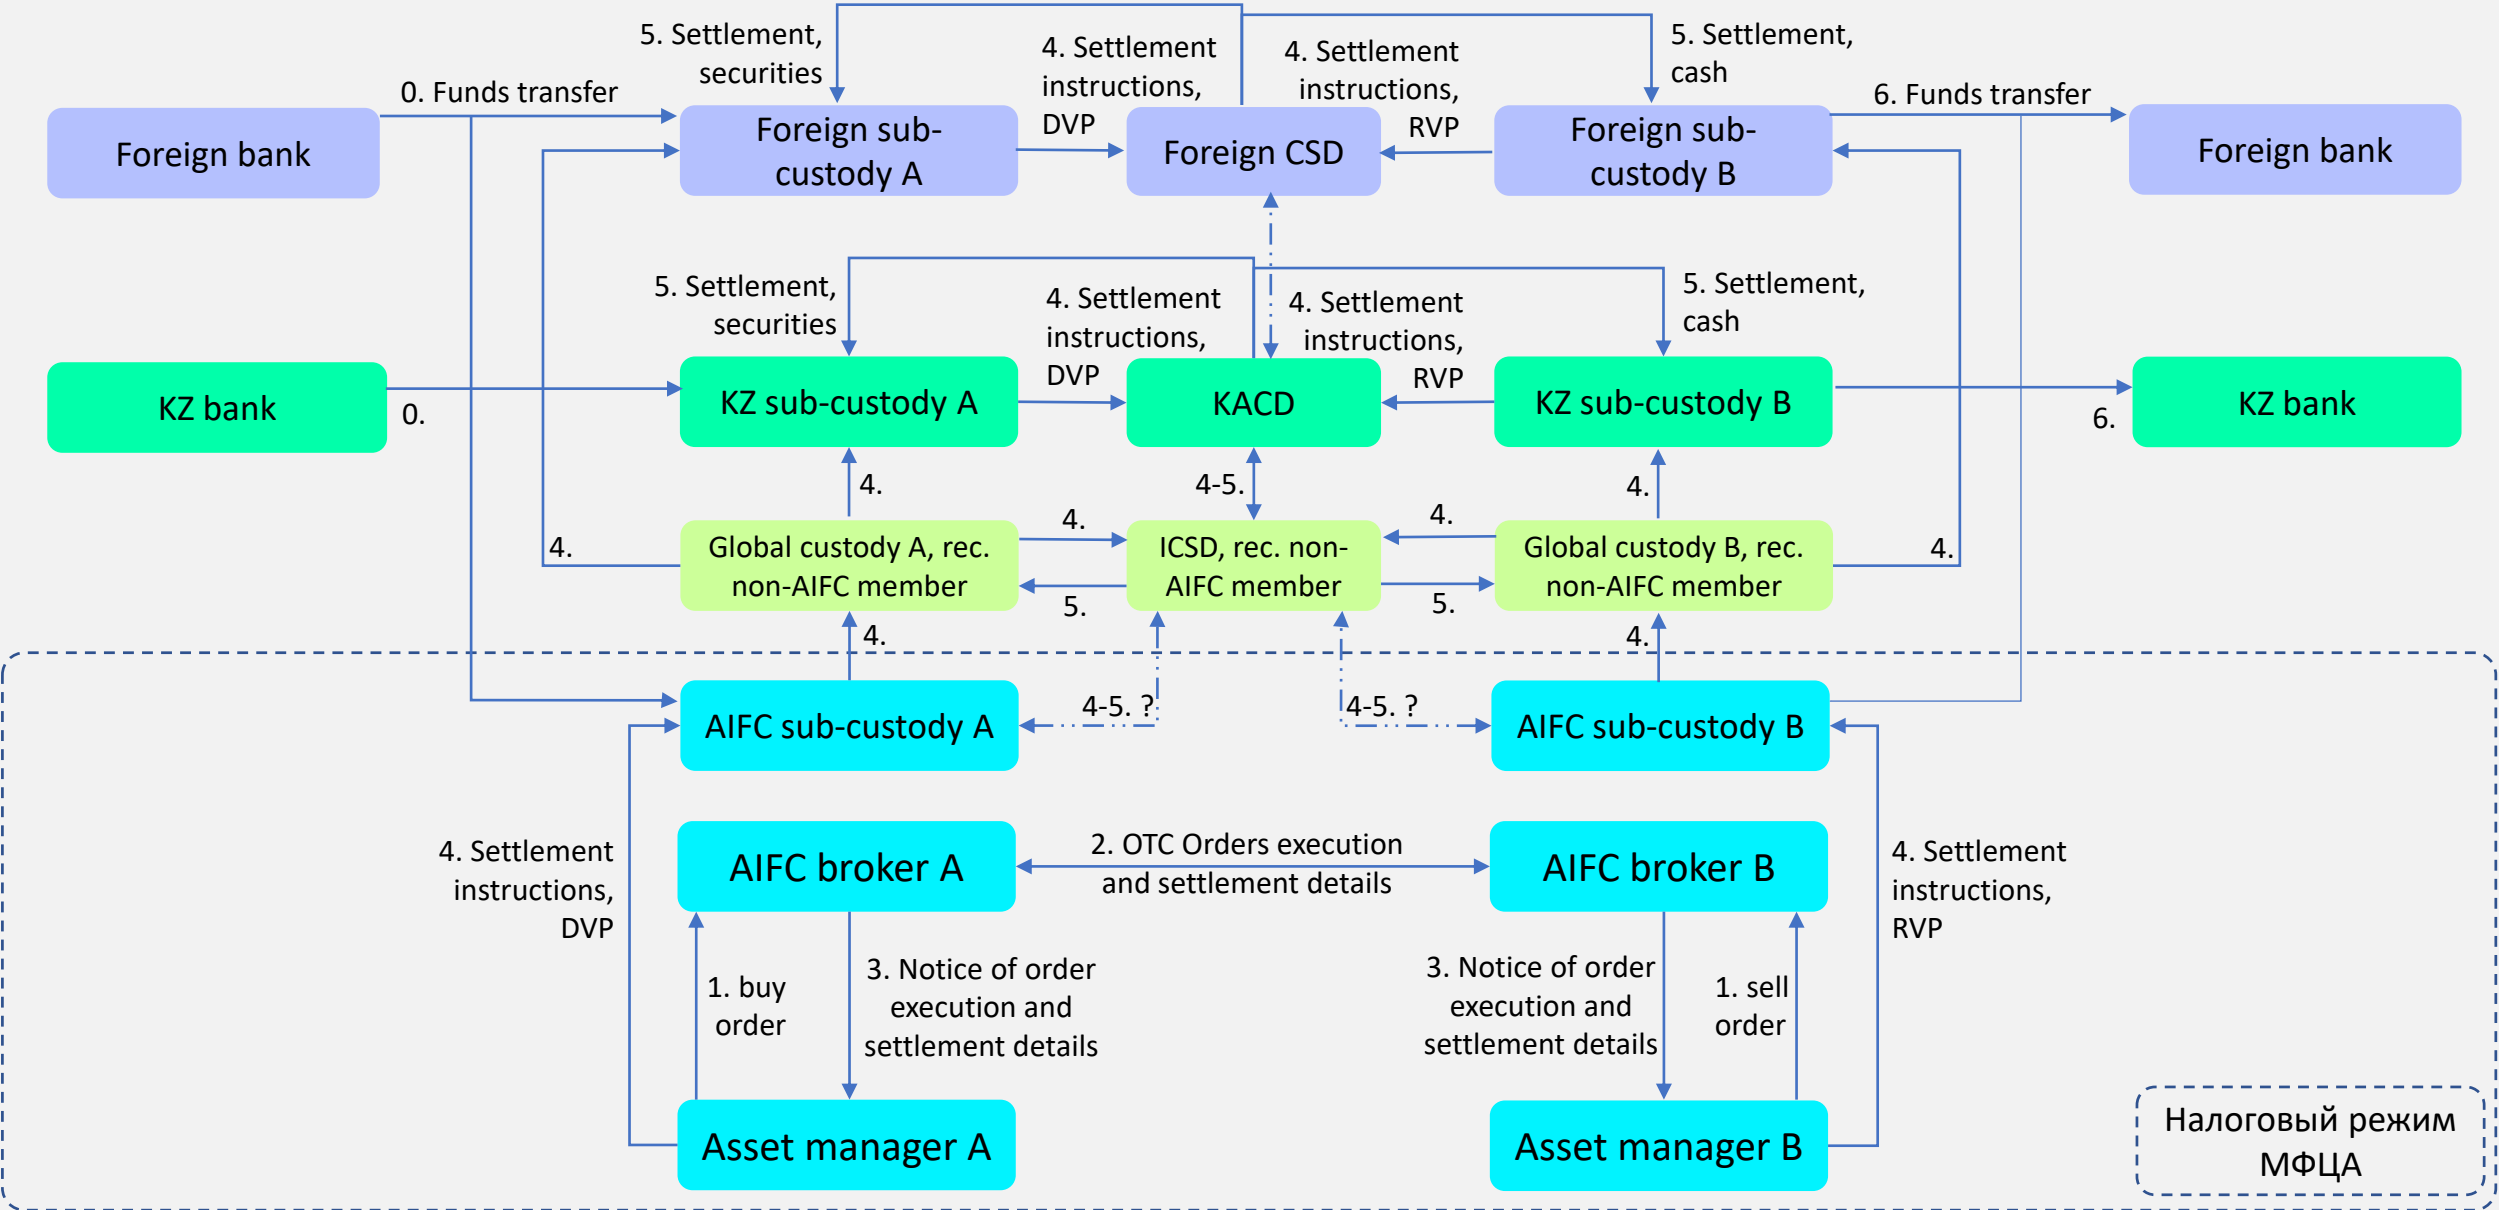 5. Settlement,
securities
4. Settlement
instructions,
DVP
4. Settlement
instructions,
RVP
5. Settlement,
cash
0. Funds transfer
6. Funds transfer
Foreign bank
Foreign sub-
custody A
Foreign CSD
Foreign sub-
custody B
Foreign bank
5. Settlement,
securities
4. Settlement
instructions,
DVP
4. Settlement
instructions,
RVP
5. Settlement,
cash
KZ bank
0.
KZ sub-custody A
KACD
KZ sub-custody B
6.
KZ bank
4.
4-5.
4.
4.
Global custody A, rec.
non-AIFC member
4.
5.
ICSD, rec. non-
AIFC member
4.
5.
Global custody B, rec.
non-AIFC member
4.
4.
4.
AIFC sub-custody A
4-5. ?
4-5. ?
AIFC sub-custody B
4. Settlement
instructions,
DVP
AIFC broker A
2. OTC Orders execution
and settlement details
AIFC broker B
4. Settlement
instructions,
RVP
1. buy
order
3. Notice of order
execution and
settlement details
3. Notice of order
execution and
settlement details
1. sell
order
Asset manager A
Asset manager B
Налоговый режим
МФЦА